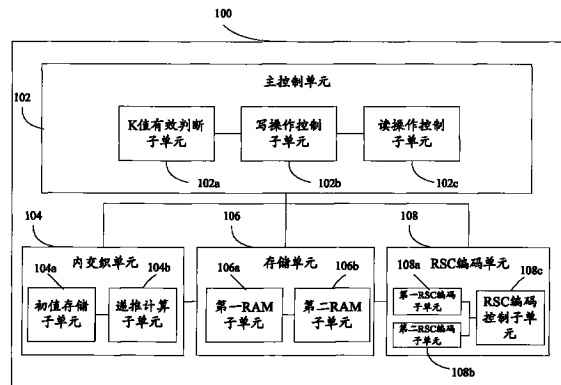 100
主控制单元
102
K值有效判断
子单元
写操作控制
子单元
读操作控制
子单元
102a
102b
102c
104
106
108
内交织单元
存储单元
RSC编码单元
104a
104b
106a
106b
108a
108c
初值存储
子单元
递推计算
子单元
第一RAM
子单元
第二RAM
子单元
第一RSC编码
子单元
第二RSC编码
子单元
RSC编码
控制子单元
108b